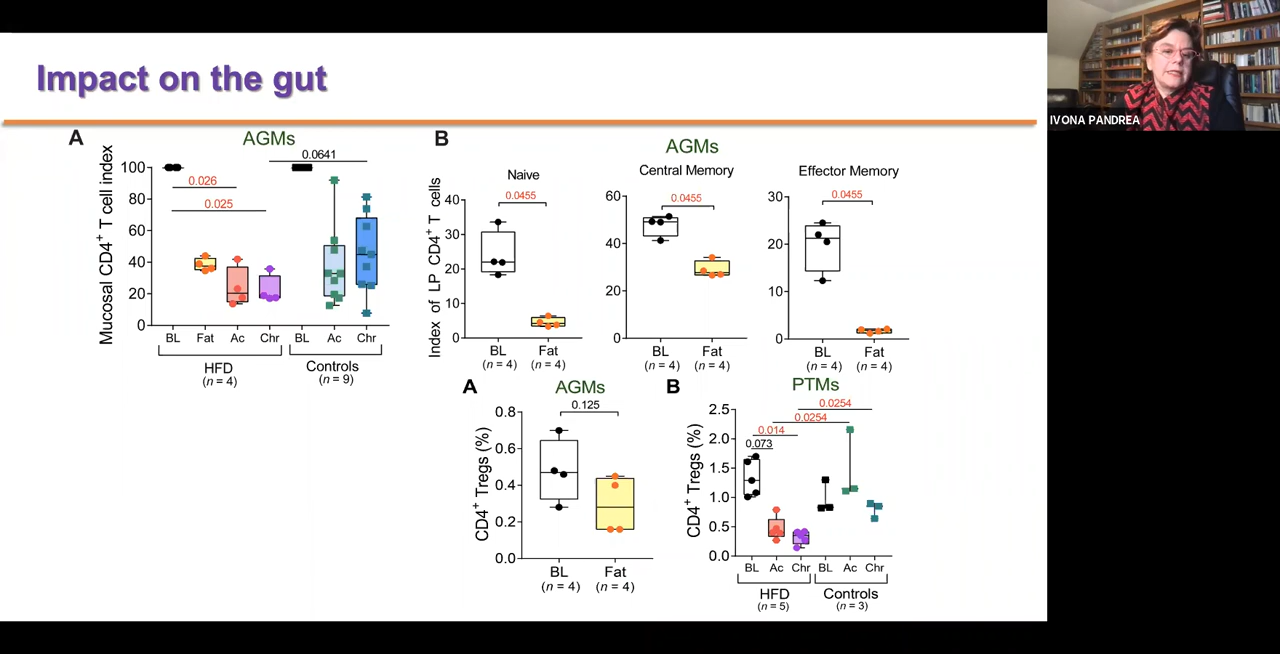 Impact on the gut
IVONA PANDREA
A
AGMs
Mucosal CD4+ T cell index
100
80
60
40
20
0
0.026
0.025
0.0641
BL Fat Ac Chr BL Ac Chr
HFD
(n = 4)
Controls
(n = 9)
B
AGMs
Index of LP CD4+ T cells
Naive
0.0455
40
30
20
10
0
BL Fat
(n = 4) (n = 4)
Central Memory
0.0455
60
40
20
0
BL Fat
(n = 4) (n = 4)
Effector Memory
0.0455
30
20
10
0
BL Fat
(n = 4) (n = 4)
A
AGMs
CD4+ Tregs (%)
0.125
0.8
0.6
0.4
0.2
0.0
BL Fat
(n = 4) (n = 4)
B
PTMs
CD4+ Tregs (%)
2.5
2.0
1.5
1.0
0.5
0.0
0.0254
0.0254
0.014
0.073
BL Ac Chr BL Ac Chr
HFD
(n = 5)
Controls
(n = 3)